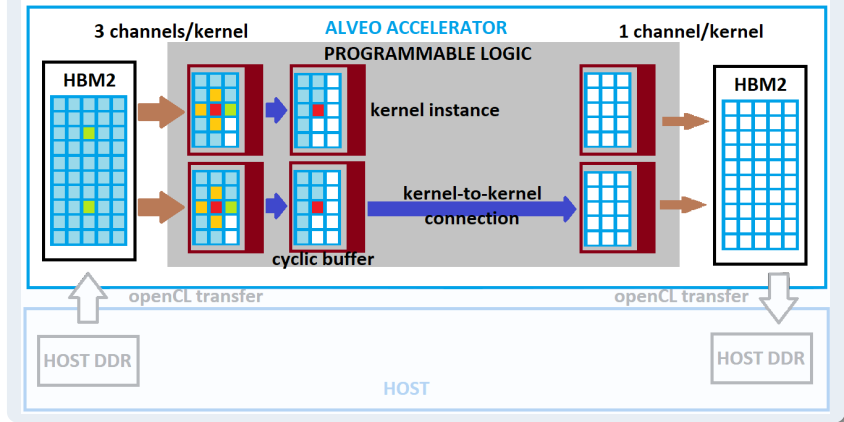 ALVEO ACCELERATOR
3 channels/kernel
1 channel/kernel
PROGRAMMABLE LOGIC
HBM2
HBM2
kernel instance
kernel-to-kernel
connection
cyclic buffer
openCL transfer
openCL transfer
HOST DDR
HOST DDR
HOST